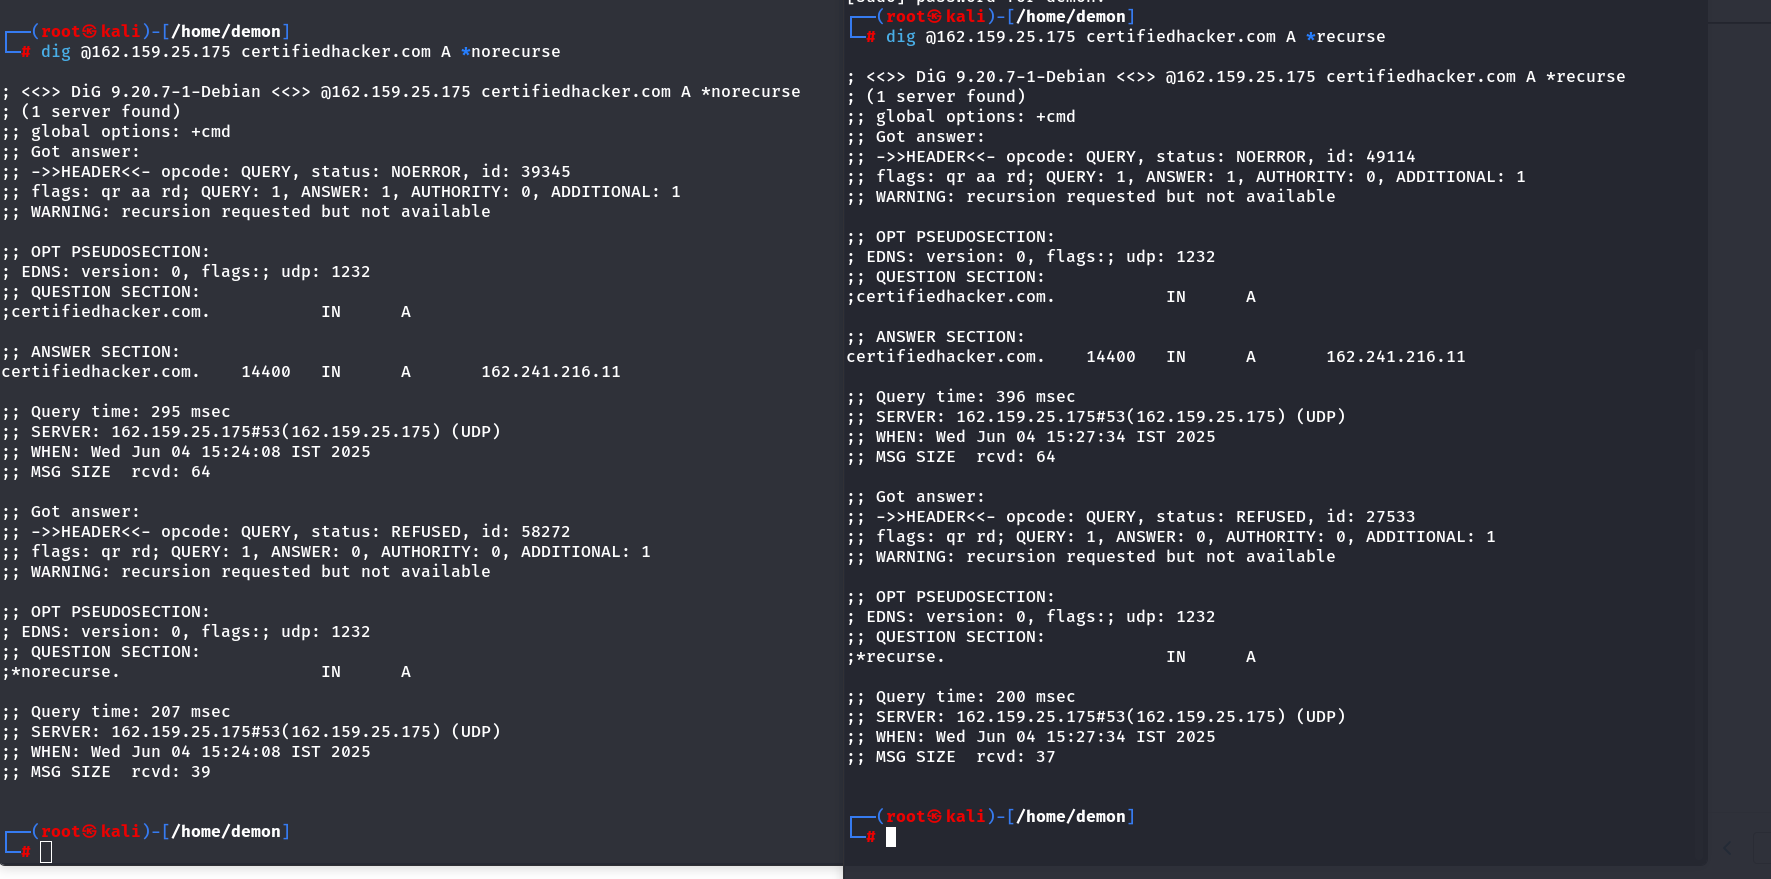 ┌──(root㉿kali)-[/home/demon]
└─# dig @162.159.25.175 certifiedhacker.com A *norecurse
; <<>> DiG 9.20.7-1-Debian <<>> @162.159.25.175 certifiedhacker.com A *norecurse
; (1 server found)
;; global options: +cmd
;; Got answer:
;; ->>HEADER<<- opcode: QUERY, status: NOERROR, id: 39345
;; flags: qr aa rd; QUERY: 1, ANSWER: 1, AUTHORITY: 0, ADDITIONAL: 1
;; WARNING: recursion requested but not available
;; OPT PSEUDOSECTION:
; EDNS: version: 0, flags:; udp: 1232
;; QUESTION SECTION:
;certifiedhacker.com. IN A
;; ANSWER SECTION:
certifiedhacker.com. 14400 IN A 162.241.216.11
;; Query time: 295 msec
;; SERVER: 162.159.25.175#53(162.159.25.175) (UDP)
;; WHEN: Wed Jun 04 15:24:08 IST 2025
;; MSG SIZE rcvd: 64
;; Got answer:
;; ->>HEADER<<- opcode: QUERY, status: REFUSED, id: 58272
;; flags: qr rd; QUERY: 1, ANSWER: 0, AUTHORITY: 0, ADDITIONAL: 1
;; WARNING: recursion requested but not available
;; OPT PSEUDOSECTION:
; EDNS: version: 0, flags:; udp: 1232
;; QUESTION SECTION:
;*norecurse. IN A
;; Query time: 207 msec
;; SERVER: 162.159.25.175#53(162.159.25.175) (UDP)
;; WHEN: Wed Jun 04 15:24:08 IST 2025
;; MSG SIZE rcvd: 39
┌──(root㉿kali)-[/home/demon]
└─#
[sudo] password for demon:
┌──(root㉿kali)-[/home/demon]
└─# dig @162.159.25.175 certifiedhacker.com A *recurse
; <<>> DiG 9.20.7-1-Debian <<>> @162.159.25.175 certifiedhacker.com A *recurse
; (1 server found)
;; global options: +cmd
;; Got answer:
;; ->>HEADER<<- opcode: QUERY, status: NOERROR, id: 49114
;; flags: qr aa rd; QUERY: 1, ANSWER: 1, AUTHORITY: 0, ADDITIONAL: 1
;; WARNING: recursion requested but not available
;; OPT PSEUDOSECTION:
; EDNS: version: 0, flags:; udp: 1232
;; QUESTION SECTION:
;certifiedhacker.com. IN A
;; ANSWER SECTION:
certifiedhacker.com. 14400 IN A 162.241.216.11
;; Query time: 396 msec
;; SERVER: 162.159.25.175#53(162.159.25.175) (UDP)
;; WHEN: Wed Jun 04 15:27:34 IST 2025
;; MSG SIZE rcvd: 64
;; Got answer:
;; ->>HEADER<<- opcode: QUERY, status: REFUSED, id: 27533
;; flags: qr rd; QUERY: 1, ANSWER: 0, AUTHORITY: 0, ADDITIONAL: 1
;; WARNING: recursion requested but not available
;; OPT PSEUDOSECTION:
; EDNS: version: 0, flags:; udp: 1232
;; QUESTION SECTION:
;*recurse. IN A
;; Query time: 200 msec
;; SERVER: 162.159.25.175#53(162.159.25.175) (UDP)
;; WHEN: Wed Jun 04 15:27:34 IST 2025
;; MSG SIZE rcvd: 37
┌──(root㉿kali)-[/home/demon]
└─#